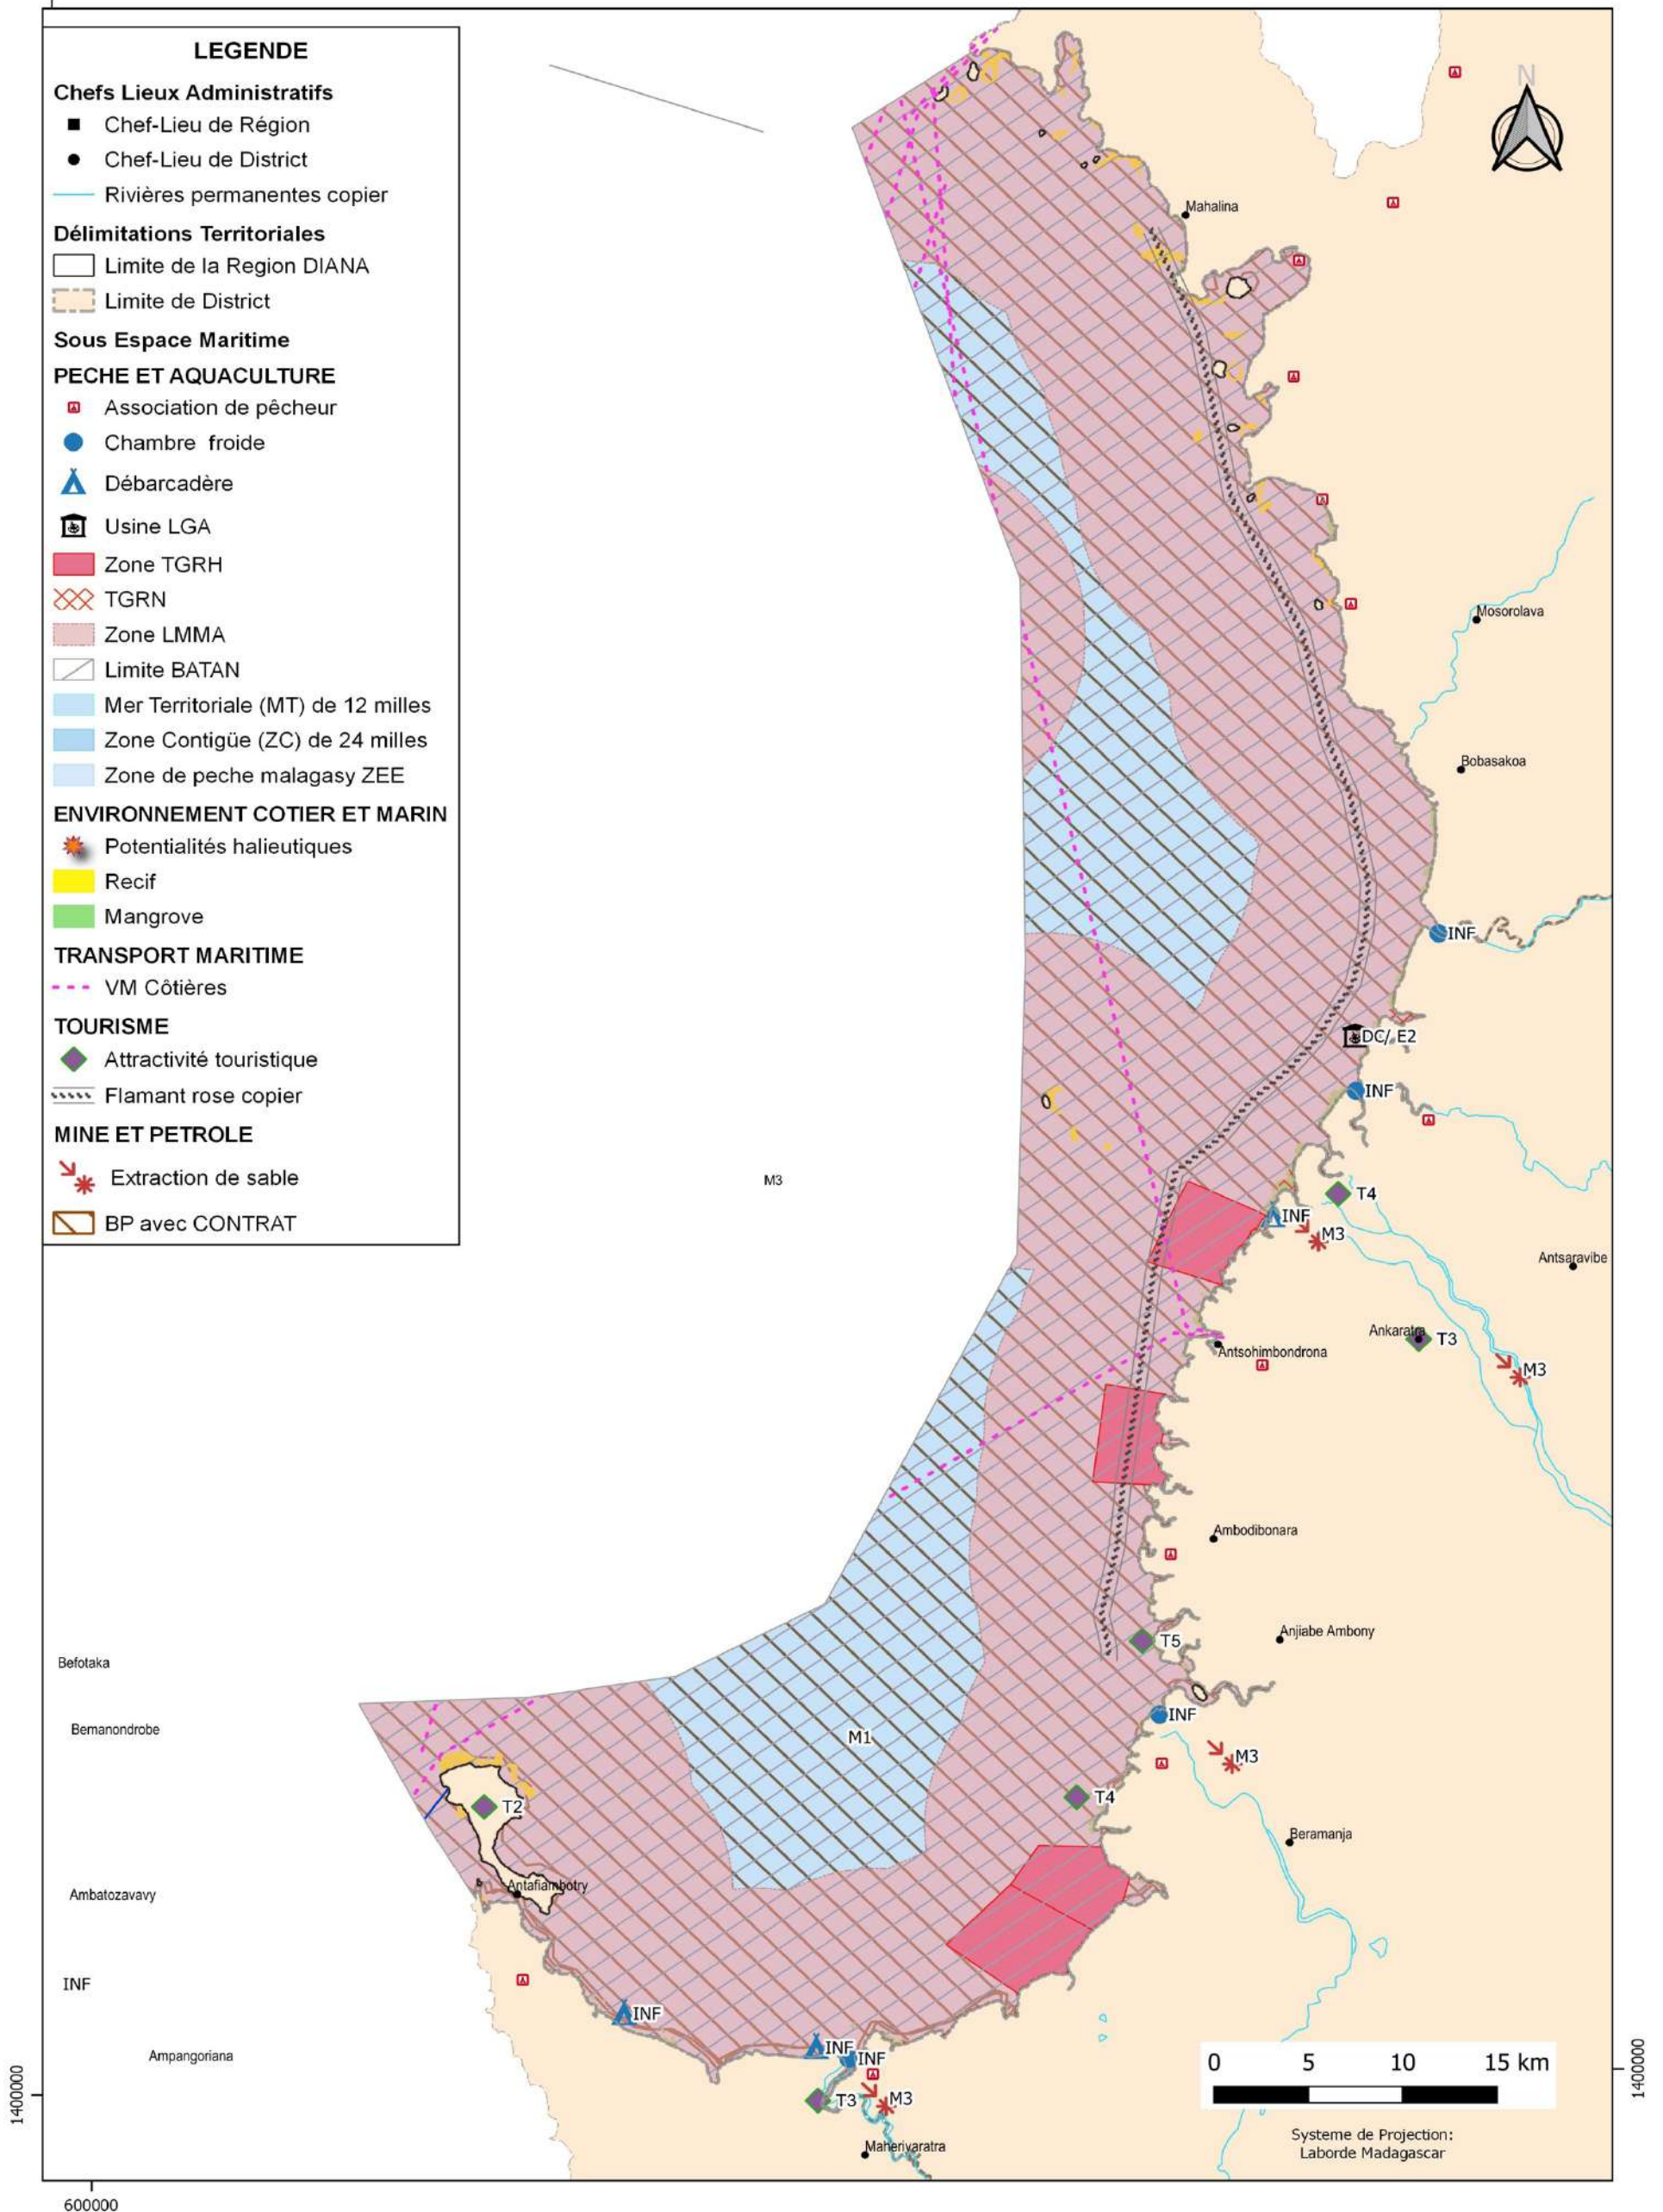 LEGENDE
Chefs Lieux Administratifs
Chef-Lieu de Région
Chef-Lieu de District
Rivières permanentes copier
Délimitations Territoriales
Limite de la Region DIANA
Limite de District
Sous Espace Maritime
PECHE ET AQUACULTURE
Association de pêcheur
Chambre froide
Débarcadère
Usine LGA
Zone TGRH
TGRN
Zone LMMA
Limite BATAN
Mer Territoriale (MT) de 12 milles
Zone Contigüe (ZC) de 24 milles
Zone de peche malagasy ZEE
ENVIRONNEMENT COTIER ET MARIN
Potentialités halieutiques
Recif
Mangrove
TRANSPORT MARITIME
VM Côtières
TOURISME
Attractivité touristique
Flamant rose copier
MINE ET PETROLE
Extraction de sable
BP avec CONTRAT
N
Mahalina
Mosorolava
Bobasakoa
INF
DC/ E2
INF
M3
T4
INF
M3
Antsaravibe
Ankaratra
T3
Antsohimbondrona
M3
Ambodibonara
Anjiabe Ambony
T5
Befotaka
INF
Bemanondrobe
M1
M3
T4
T2
Beramanja
Antafiambotry
Ambatozavavy
INF
INF
INF
INF
Ampangoriana
T3
M3
Maherivaratra
0 5 10 15 km
Systeme de Projection:
Laborde Madagascar
1400000
1400000
600000